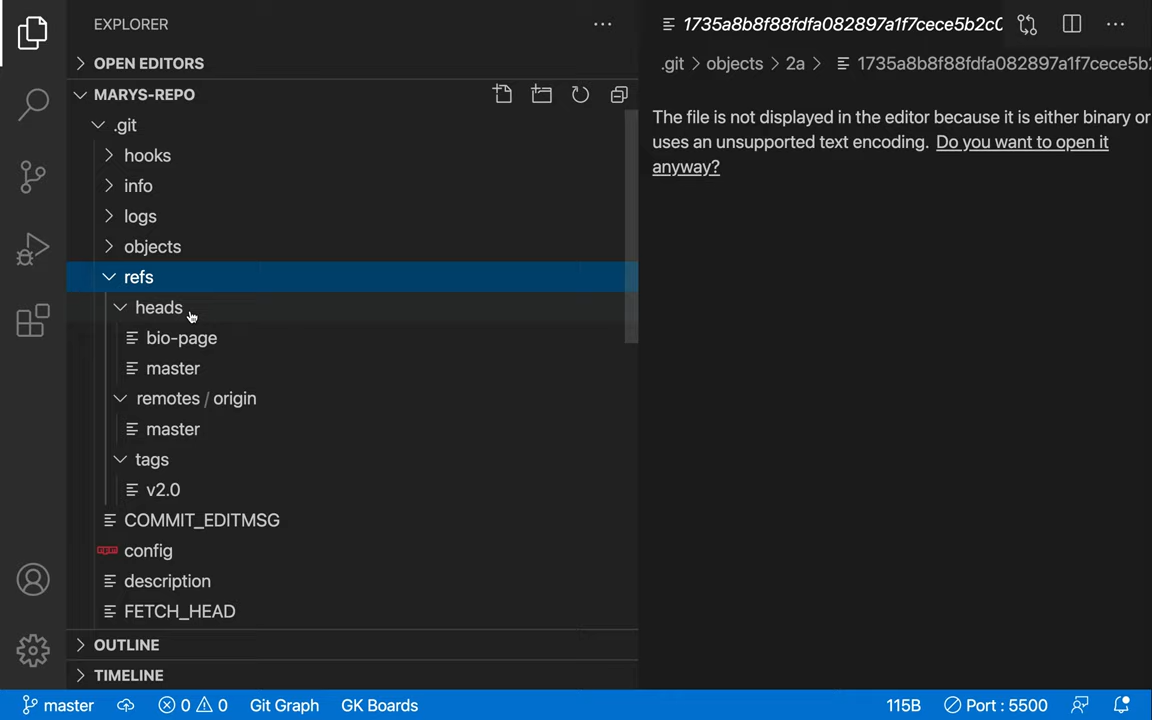 EXPLORER
OPEN EDITORS
MARYS-REPO
.git
hooks
info
logs
objects
refs
heads
bio-page
master
remotes / origin
master
tags
v2.0
COMMIT_EDITMSG
config
description
FETCH_HEAD
OUTLINE
TIMELINE
1735a8b8f88fdfa082897a1f7cece5b2c0
.git > objects > 2a > 1735a8b8f88fdfa082897a1f7cece5b
The file is not displayed in the editor because it is either binary or
uses an unsupported text encoding. Do you want to open it
anyway?
master 0 0 Git Graph GK Boards 115B Port : 5500